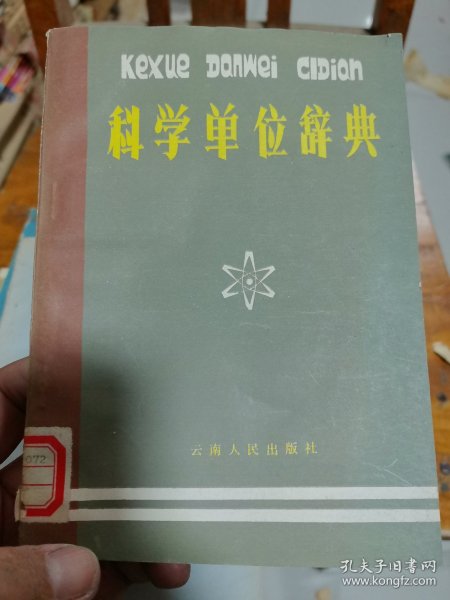 Kexue Danwei CiDian
科学单位辞典
云南人民出版社
072
孔夫子旧书网
www.kongfz.com